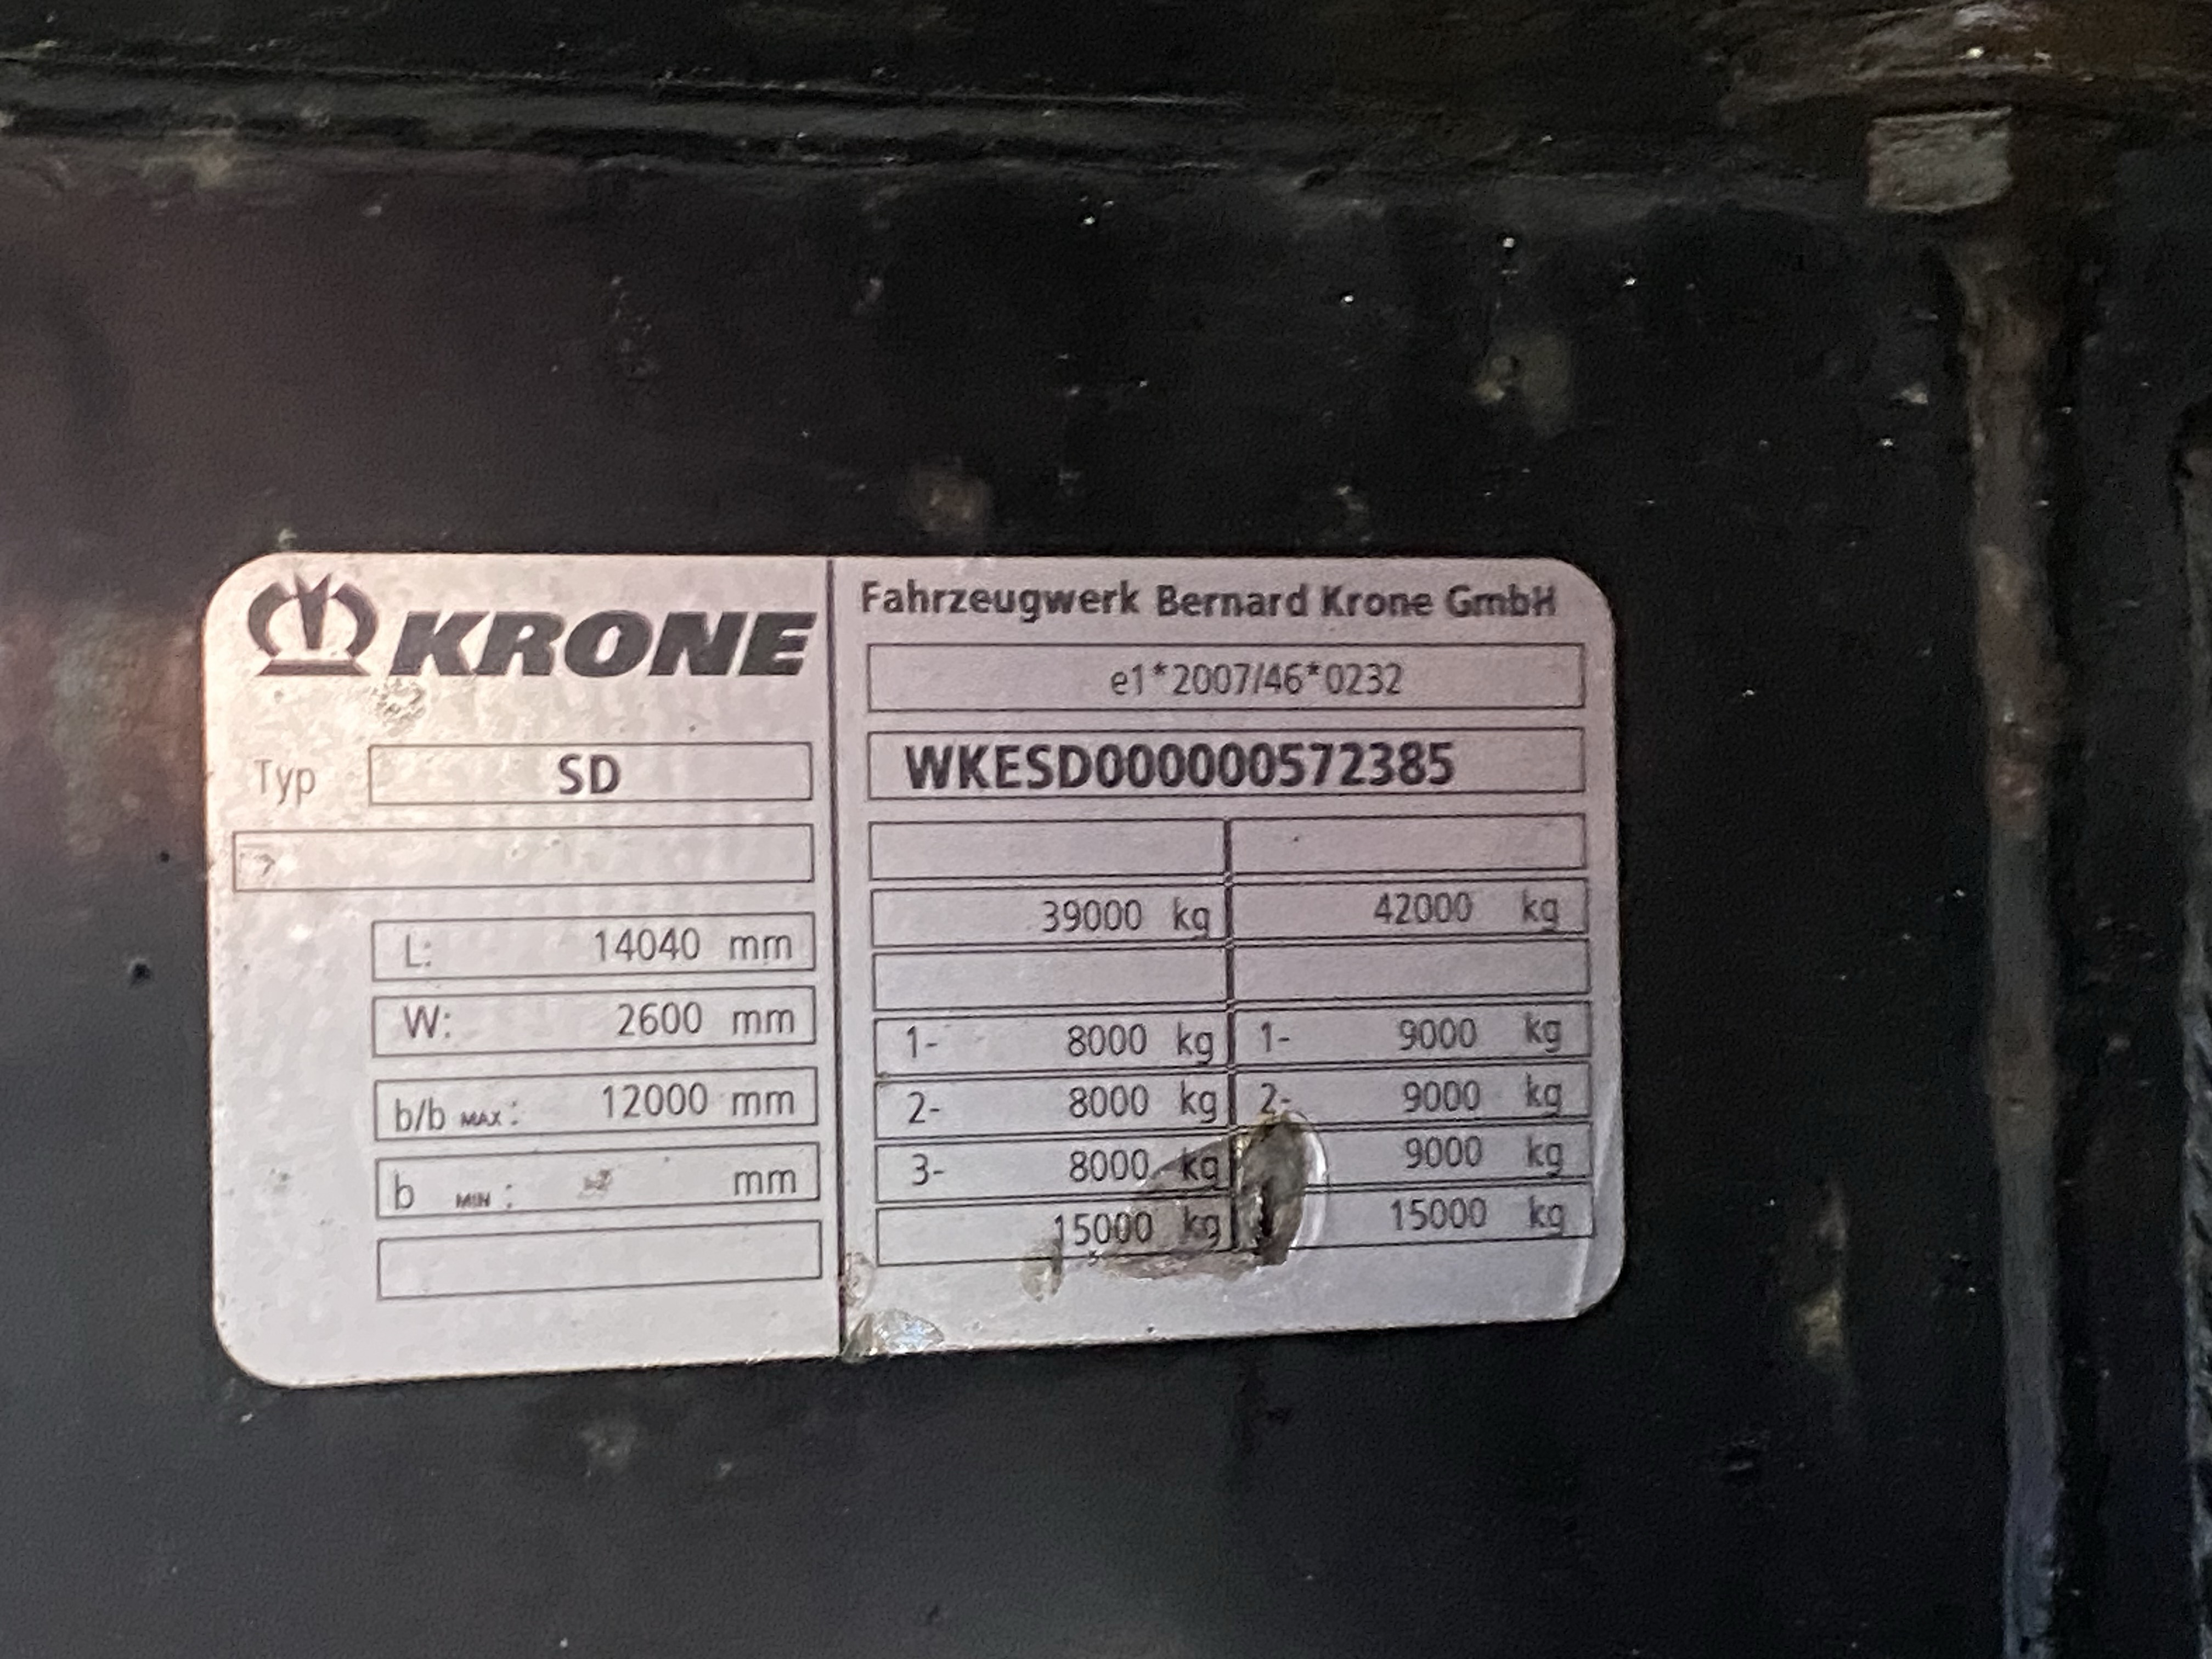 KRONE
Typ SD
L: 14040 mm
W: 2600 mm
b/b MAX: 12000 mm
b MIN: mm
Fahrzeugwerk Bernard Krone GmbH
e1*2007/46*0232
WKESD000000572385
39000 kg 42000 kg
1- 8000 kg 1- 9000 kg
2- 8000 kg 2- 9000 kg
3- 8000 kg 9000 kg
15000 kg 15000 kg